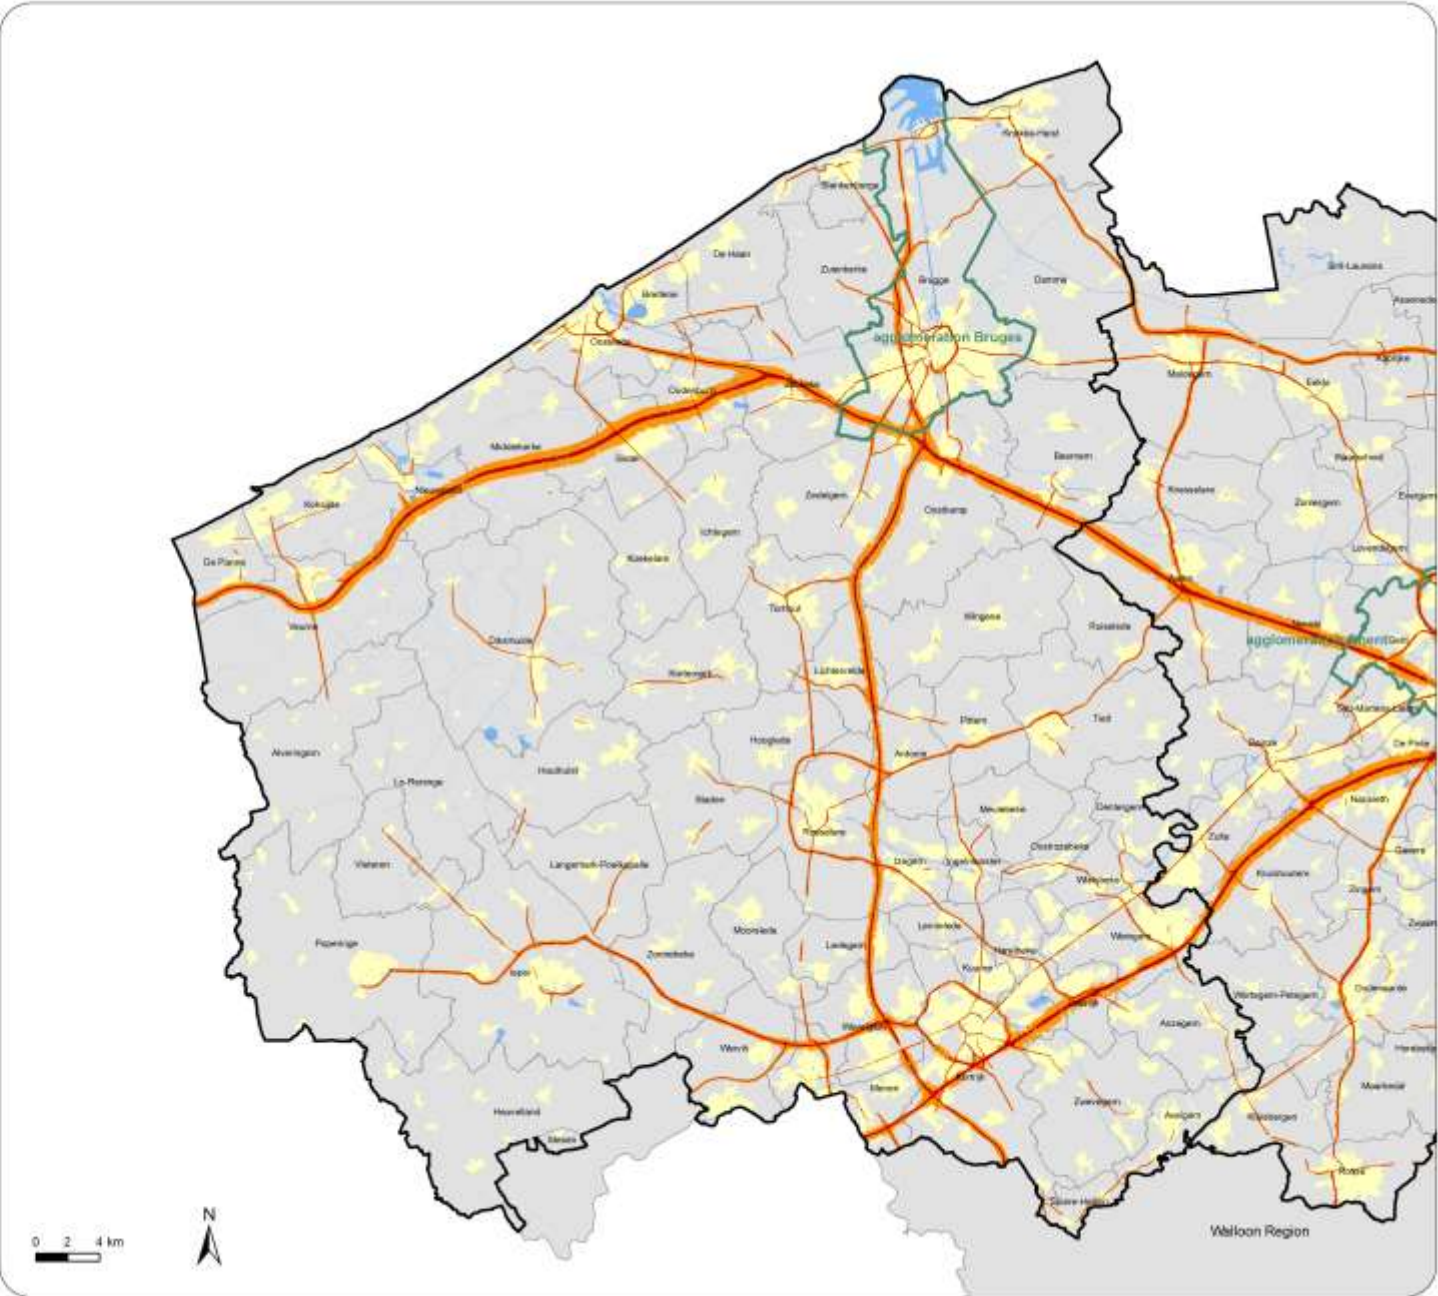 Knokke-Heist
Blankenberge
De Haan
Zuienkerke
Brugge
Damme
Sint-Laureins
Bredene
Assenede
Oostende
agglomeration Bruges
Kaprijke
Maldegem
Eeklo
Oudenburg
Middelkerke
Gistel
Beernem
Waarschoot
Nieuwpoort
Koksijde
Zedelgem
Oostkamp
Knesselare
Zomergem
Evergem
Ichtegem
Koekelare
Lovendegem
De Panne
Aalter
Torhout
Wingene
Ruiselede
Nevele
Veurne
Diksmuide
Gent
Kortemark
Lichtervelde
Sint-Martens-Latem
Pittem
Tielt
Hooglede
Deinze
De Pinte
Alveringem
Ardooie
Houthulst
Lo-Reninge
Staden
Meulebeke
Dentergem
Nazareth
Roeselare
Zulte
Oostrozebeke
Gavere
Vleteren
Langemark-Poelkapelle
Izegem
Ingelmunster
Kruishoutem
Wielsbeke
Zingem
Moorslede
Lendelede
Poperinge
Ledegem
Waregem
Zonnebeke
Harelbeke
Ieper
Kuurne
Wortegem-Petegem
Oudenaarde
Wevelgem
Anzegem
Wervik
Kortrijk
Menen
Maarkedal
Zwevegem
Heuvelland
Avelgem
Kluisbergen
Mesen
Ronse
Spiere-Helkijn
N
Walloon Region
0 2 4 km